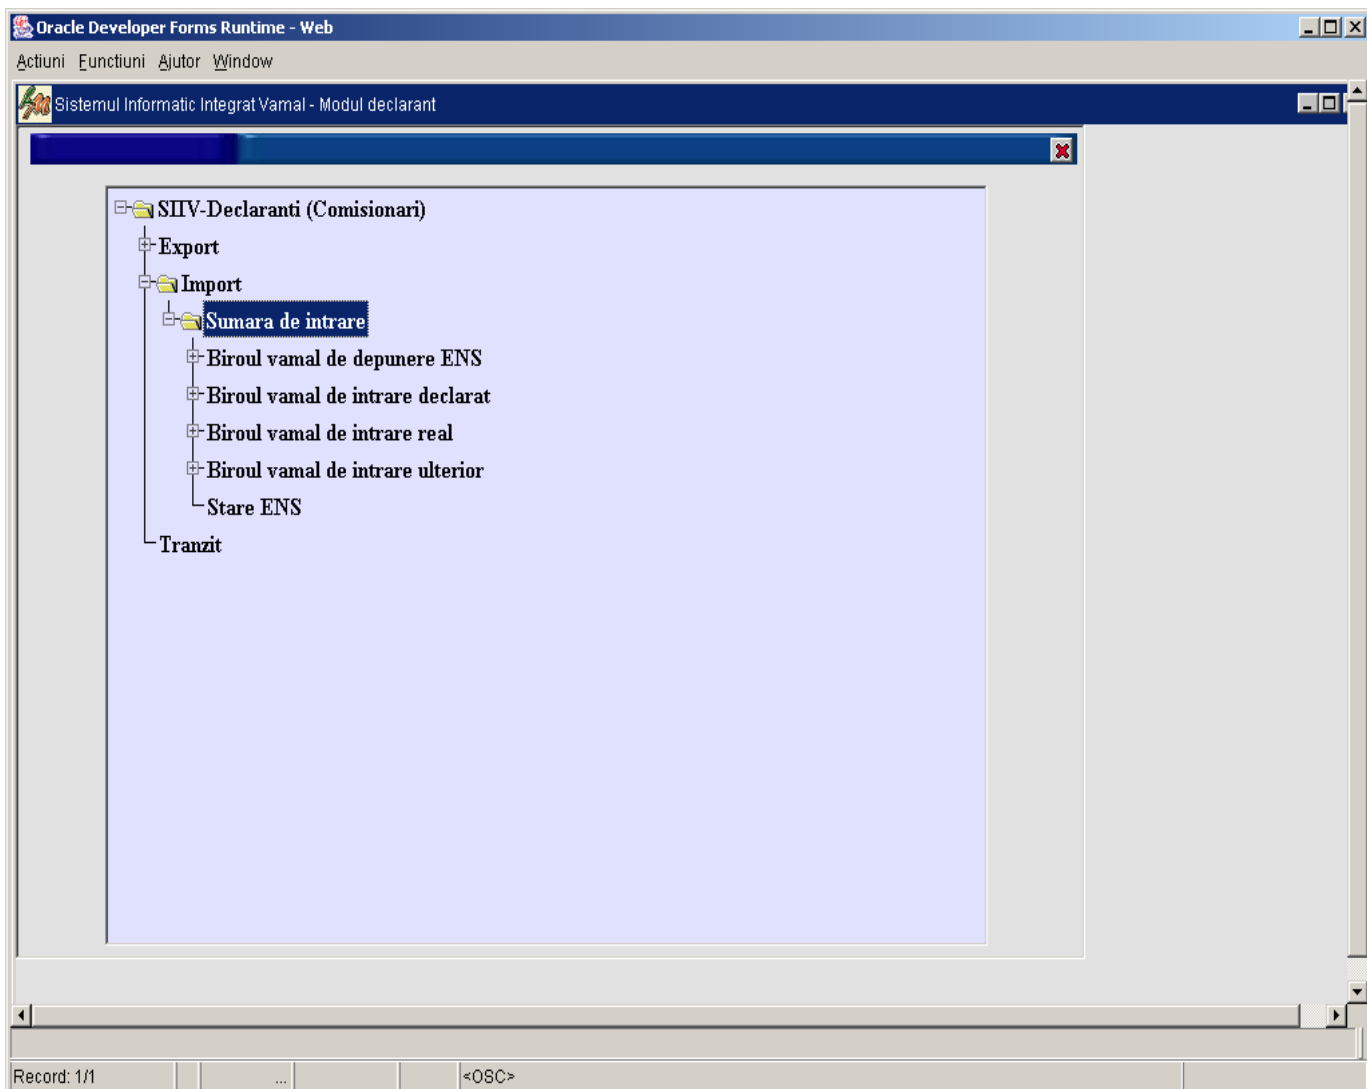 Oracle Developer Forms Runtime - Web
Actiuni Functiuni Ajutor Window
Sistemul Informatic Integrat Vamal - Modul declarant
SIIV-Declaranti (Comisionari)
Export
Import
Sumara de intrare
Biroul vamal de depunere ENS
Biroul vamal de intrare declarat
Biroul vamal de intrare real
Biroul vamal de intrare ulterior
Stare ENS
Tranzit
Record: 1/1 ... <OSC>